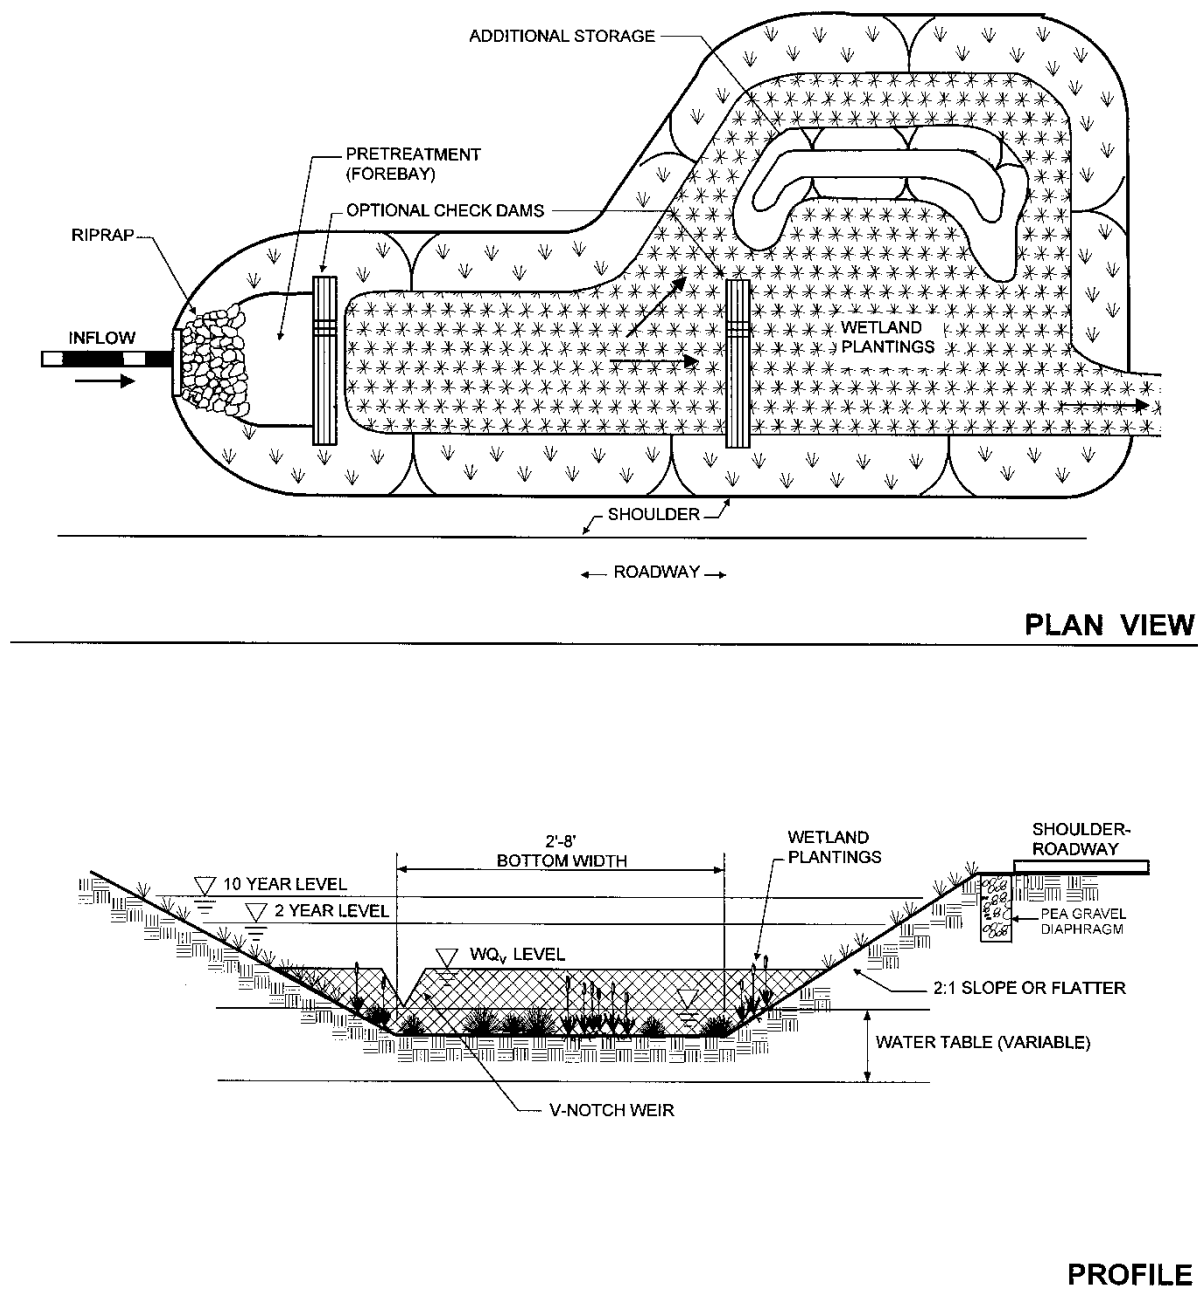 ADDITIONAL STORAGE
PRETREATMENT
(FOREBAY)
OPTIONAL CHECK DAMS
RIPRAP
INFLOW
WETLAND
PLANTINGS
SHOULDER
ROADWAY
PLAN VIEW
2'-8'
BOTTOM WIDTH
WETLAND
PLANTINGS
SHOULDER-
ROADWAY
10 YEAR LEVEL
2 YEAR LEVEL
PEA GRAVEL
DIAPHRAGM
WQV LEVEL
2:1 SLOPE OR FLATTER
WATER TABLE (VARIABLE)
V-NOTCH WEIR
PROFILE